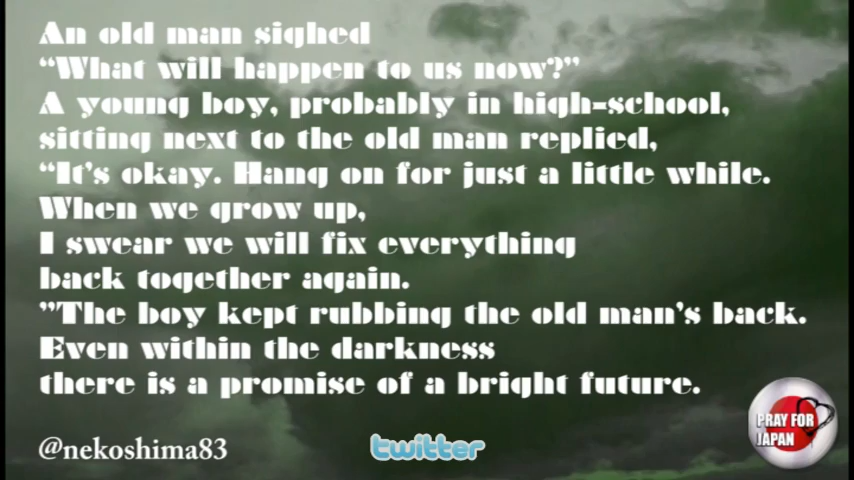 An old man sighed
“What will happen to us now?”
A young boy, probably in high-school,
sitting next to the old man replied,
“It’s okay. Hang on for just a little while.
When we grow up,
I swear we will fix everything
back together again.
”The boy kept rubbing the old man’s back.
Even within the darkness
there is a promise of a bright future.
@nekoshima83
twitter
PRAY FOR
JAPAN